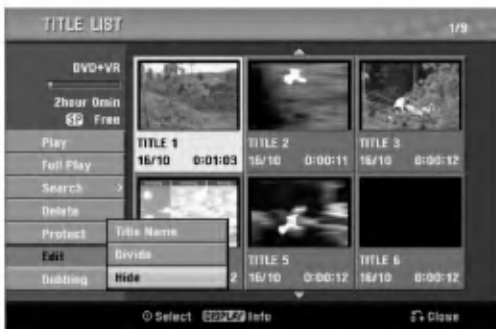 TITLE LIST
1/9
DVD+VR
2hour 0min
SP Free
Play
Full Play
Search >
Delete
Protect
Edit
Dubbing
Title Name
Divide
Hide
TITLE 1
16/10 0:01:03
TITLE 2
16/10 0:00:11
TITLE 3
16/10 0:00:12
2
TITLE 5
16/10 0:00:12
TITLE 6
16/10 0:00:12
Select DISPLAY Info
Close